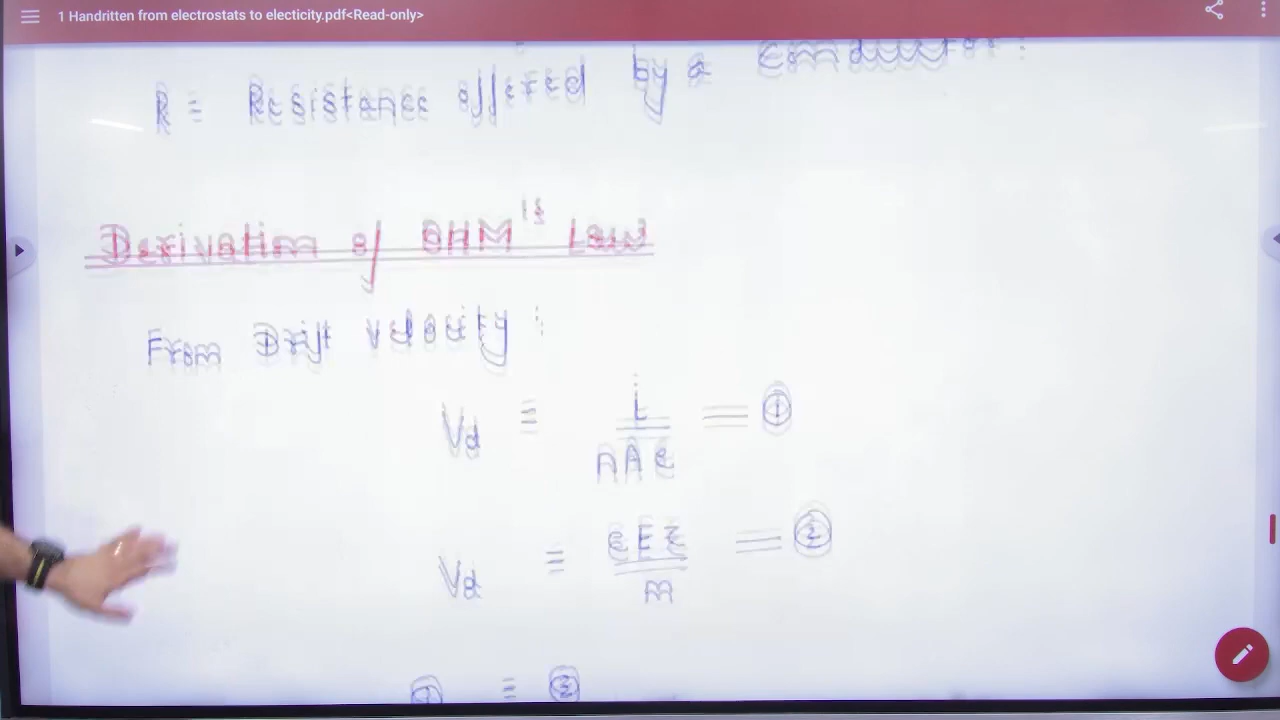 1 Handritten from electrostats to electicity.pdf<Read-only>
R = Resistance offered by a Conductor.
Derivation of OHM's Law
From Drift velocity :
Vd = i / nAe — ①
Vd = eEτ / m — ②
① = ②